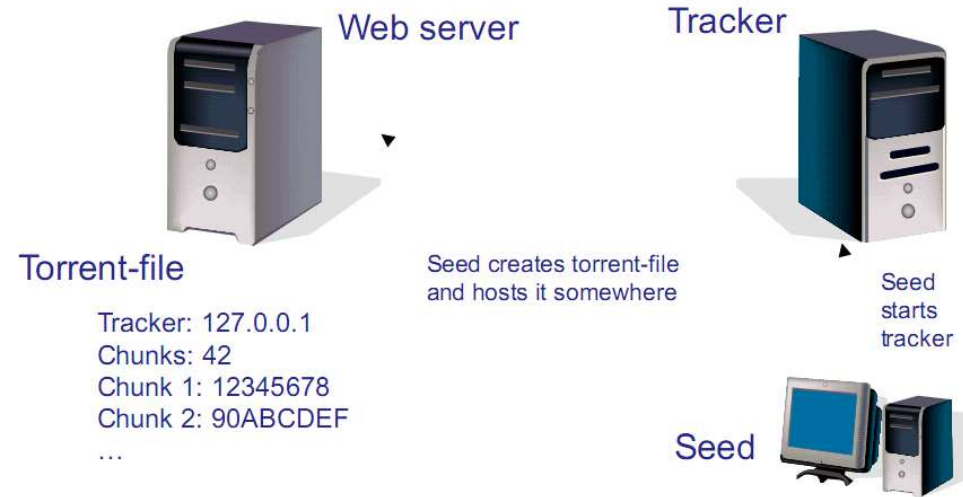 Web server
Tracker
Torrent-file
Tracker: 127.0.0.1
Chunks: 42
Chunk 1: 12345678
Chunk 2: 90ABCDEF
…
Seed creates torrent-file
and hosts it somewhere
Seed
starts
tracker
Seed